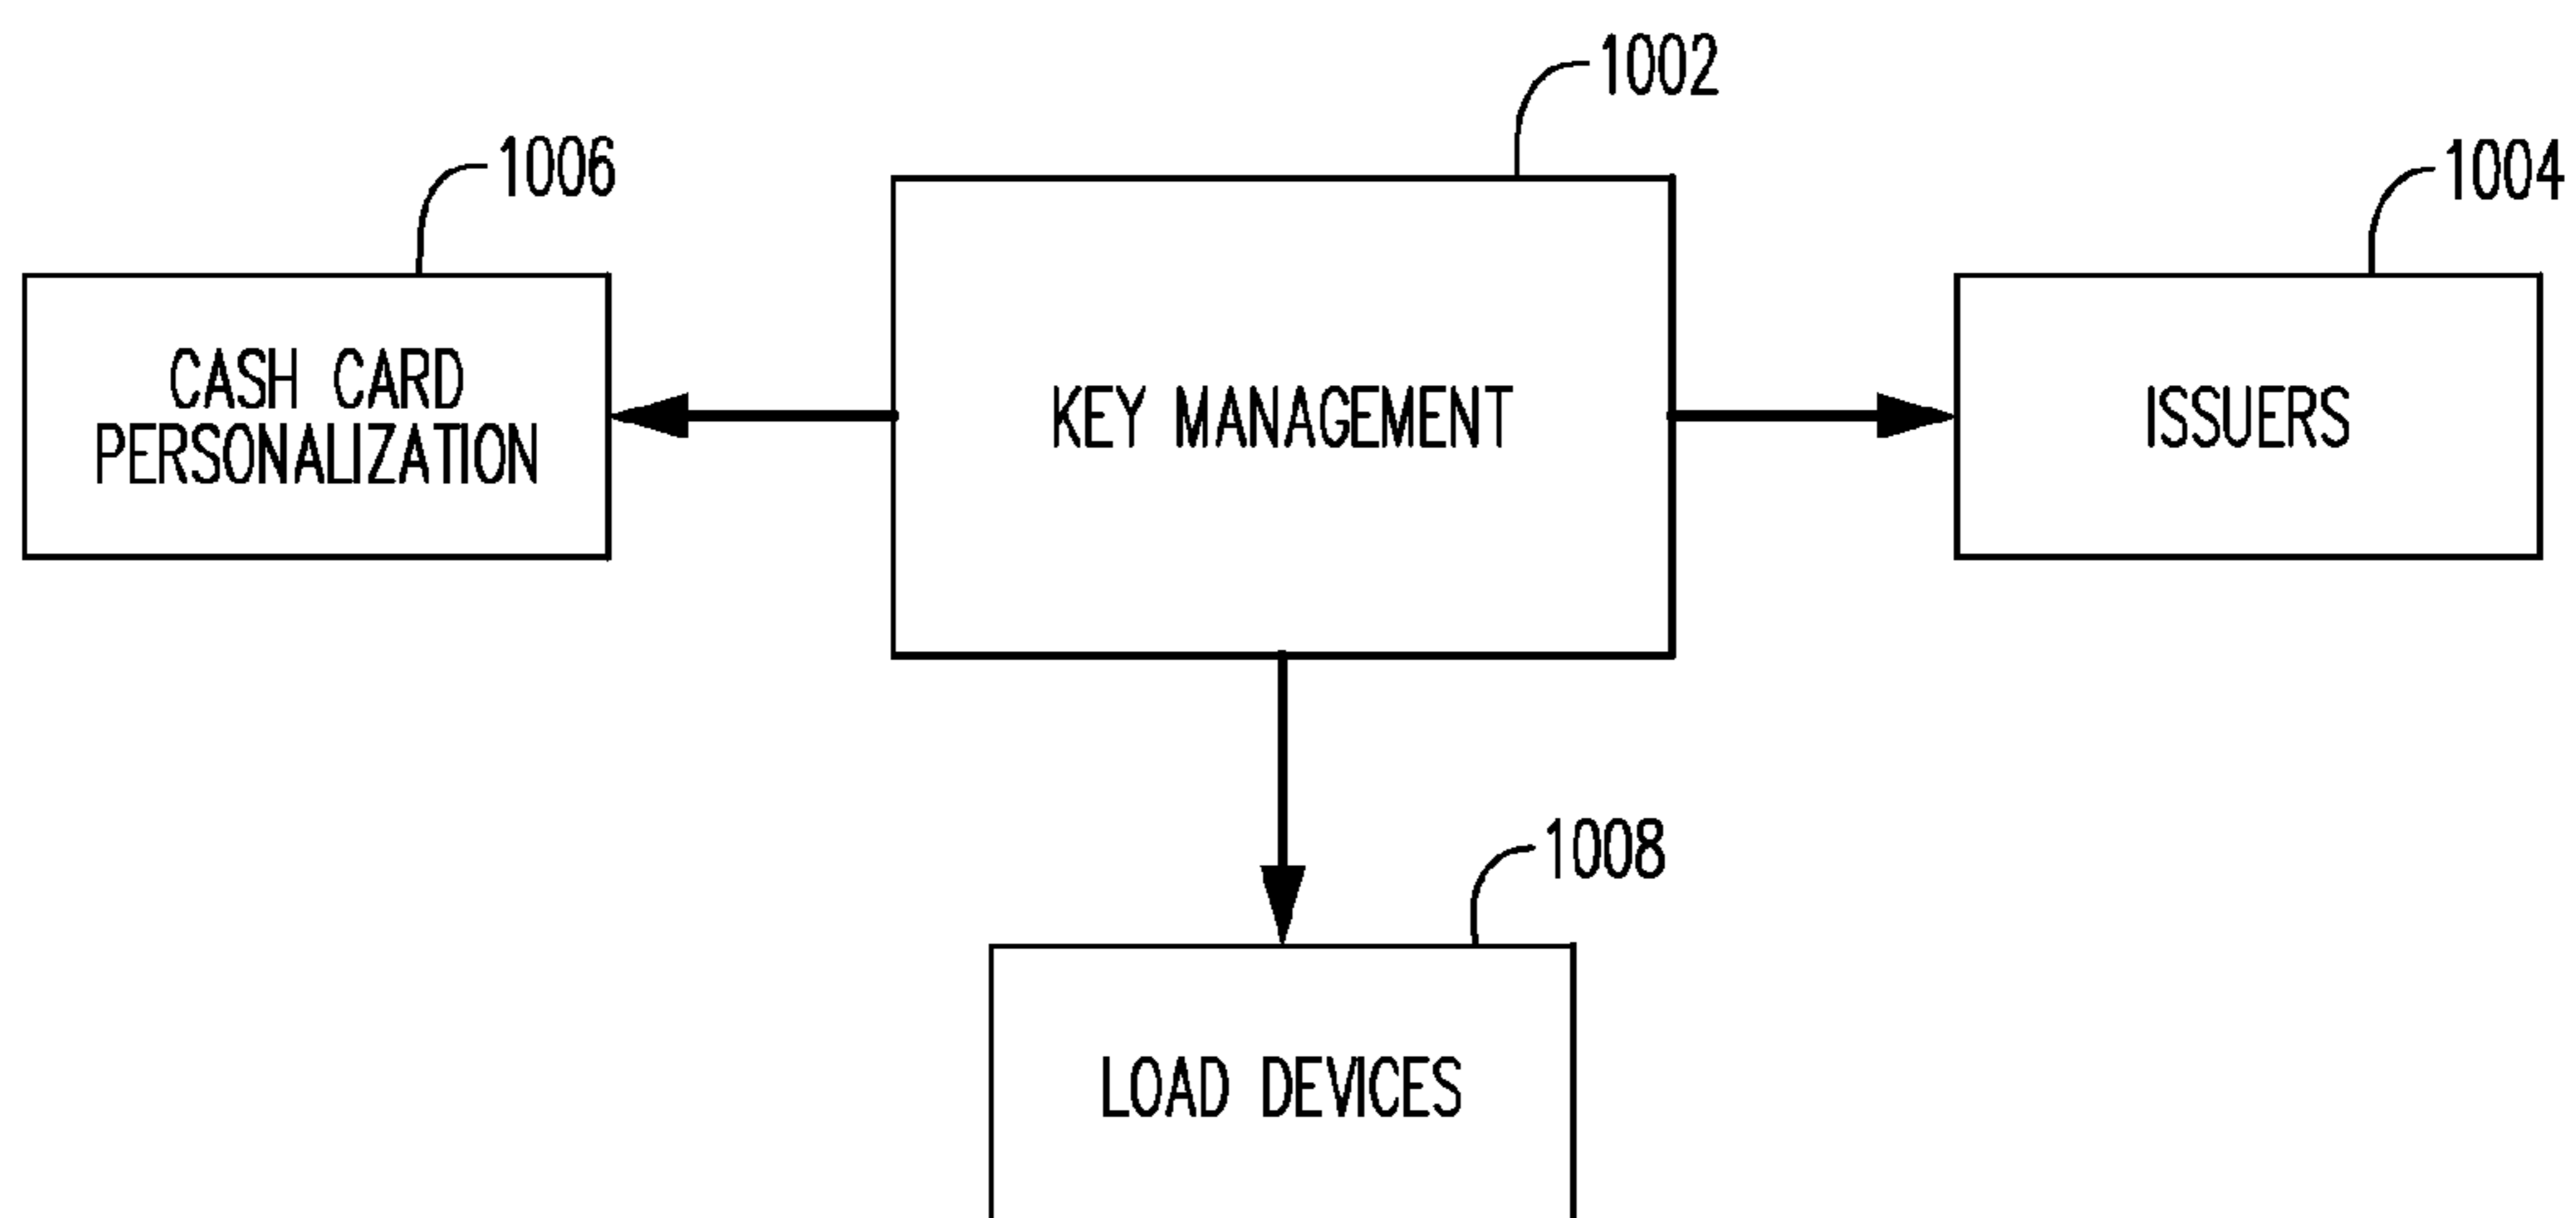 1002
1006
1004
CASH CARD
PERSONALIZATION
KEY MANAGEMENT
ISSUERS
1008
LOAD DEVICES